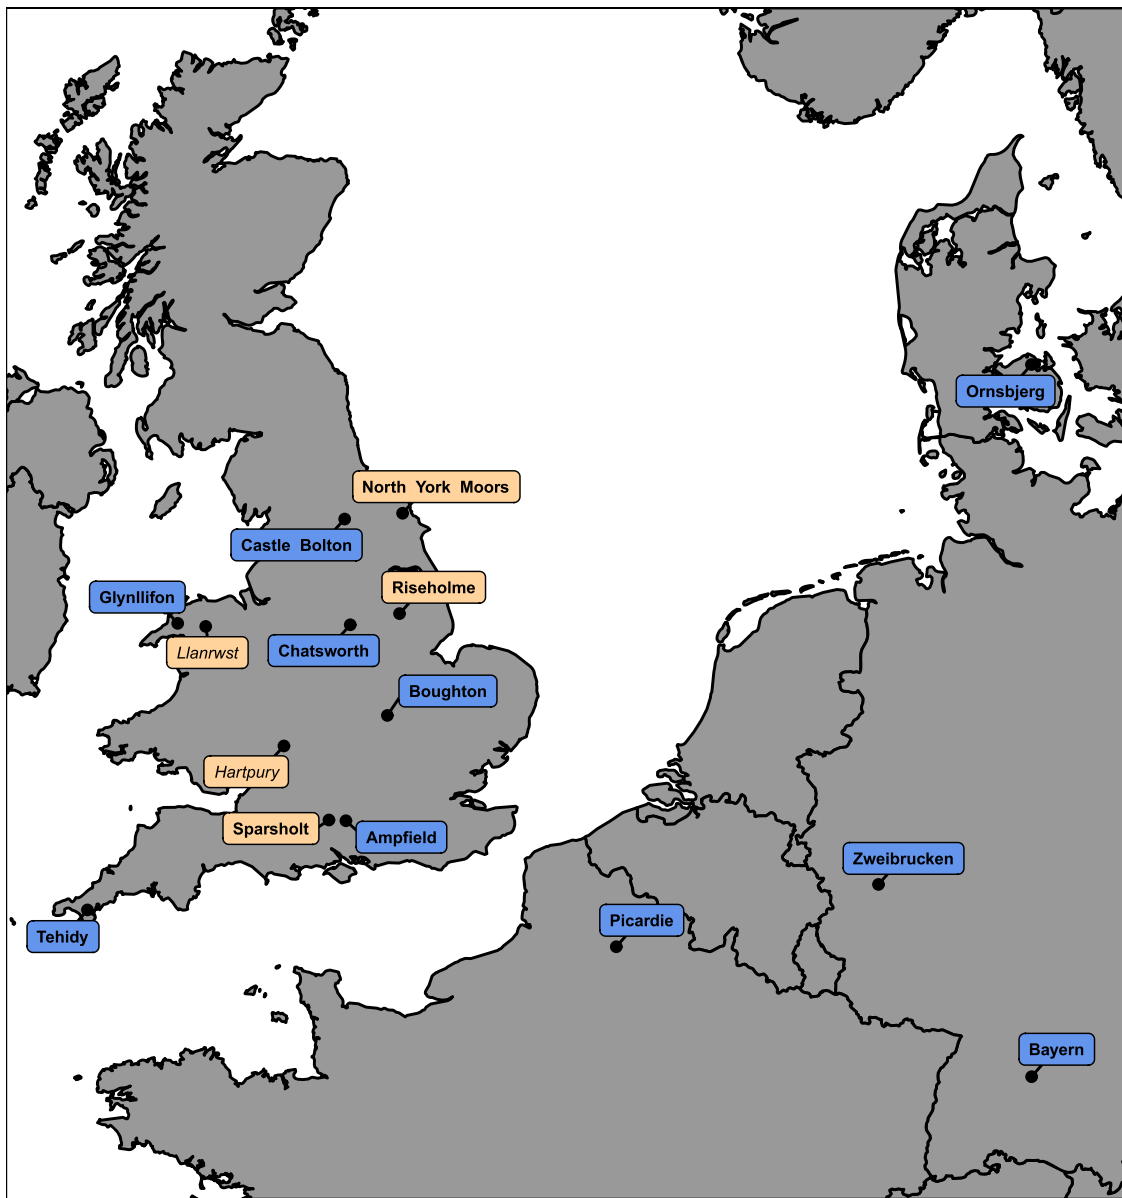 Ornsbjerg
North York Moors
Castle Bolton
Riseholme
Glynllifon
Llanrwst
Chatsworth
Boughton
Hartpury
Sparsholt
Ampfield
Zweibrucken
Picardie
Tehidy
Bayern